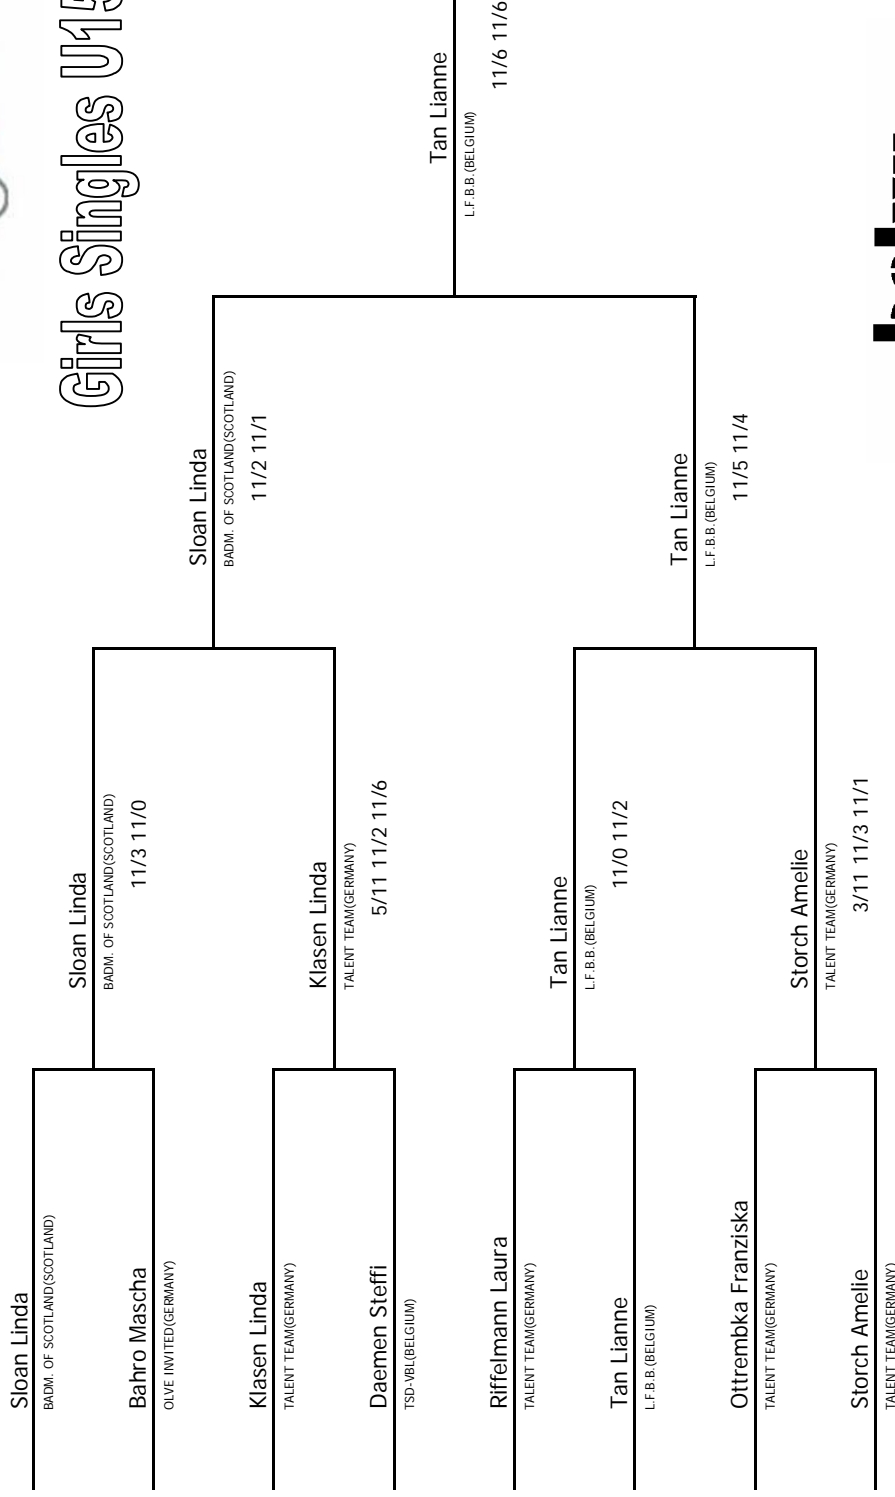 Girls Singles U15
Sloan Linda
BADM. OF SCOTLAND(SCOTLAND)
Bahro Mascha
OLVE INVITED(GERMANY)
Klasen Linda
TALENT TEAM(GERMANY)
Daemen Steffi
TSD-VBL(BELGIUM)
Riffelmann Laura
TALENT TEAM(GERMANY)
Tan Lianne
L.F.B.B.(BELGIUM)
Ottrembka Franziska
TALENT TEAM(GERMANY)
Storch Amelie
TALENT TEAM(GERMANY)
Sloan Linda
BADM. OF SCOTLAND(SCOTLAND)
11/3 11/0
Klasen Linda
TALENT TEAM(GERMANY)
5/11 11/2 11/6
Tan Lianne
L.F.B.B.(BELGIUM)
11/0 11/2
Storch Amelie
TALENT TEAM(GERMANY)
3/11 11/3 11/1
Sloan Linda
BADM. OF SCOTLAND(SCOTLAND)
11/2 11/1
Tan Lianne
L.F.B.B.(BELGIUM)
11/5 11/4
Tan Lianne
L.F.B.B.(BELGIUM)
11/6 11/6